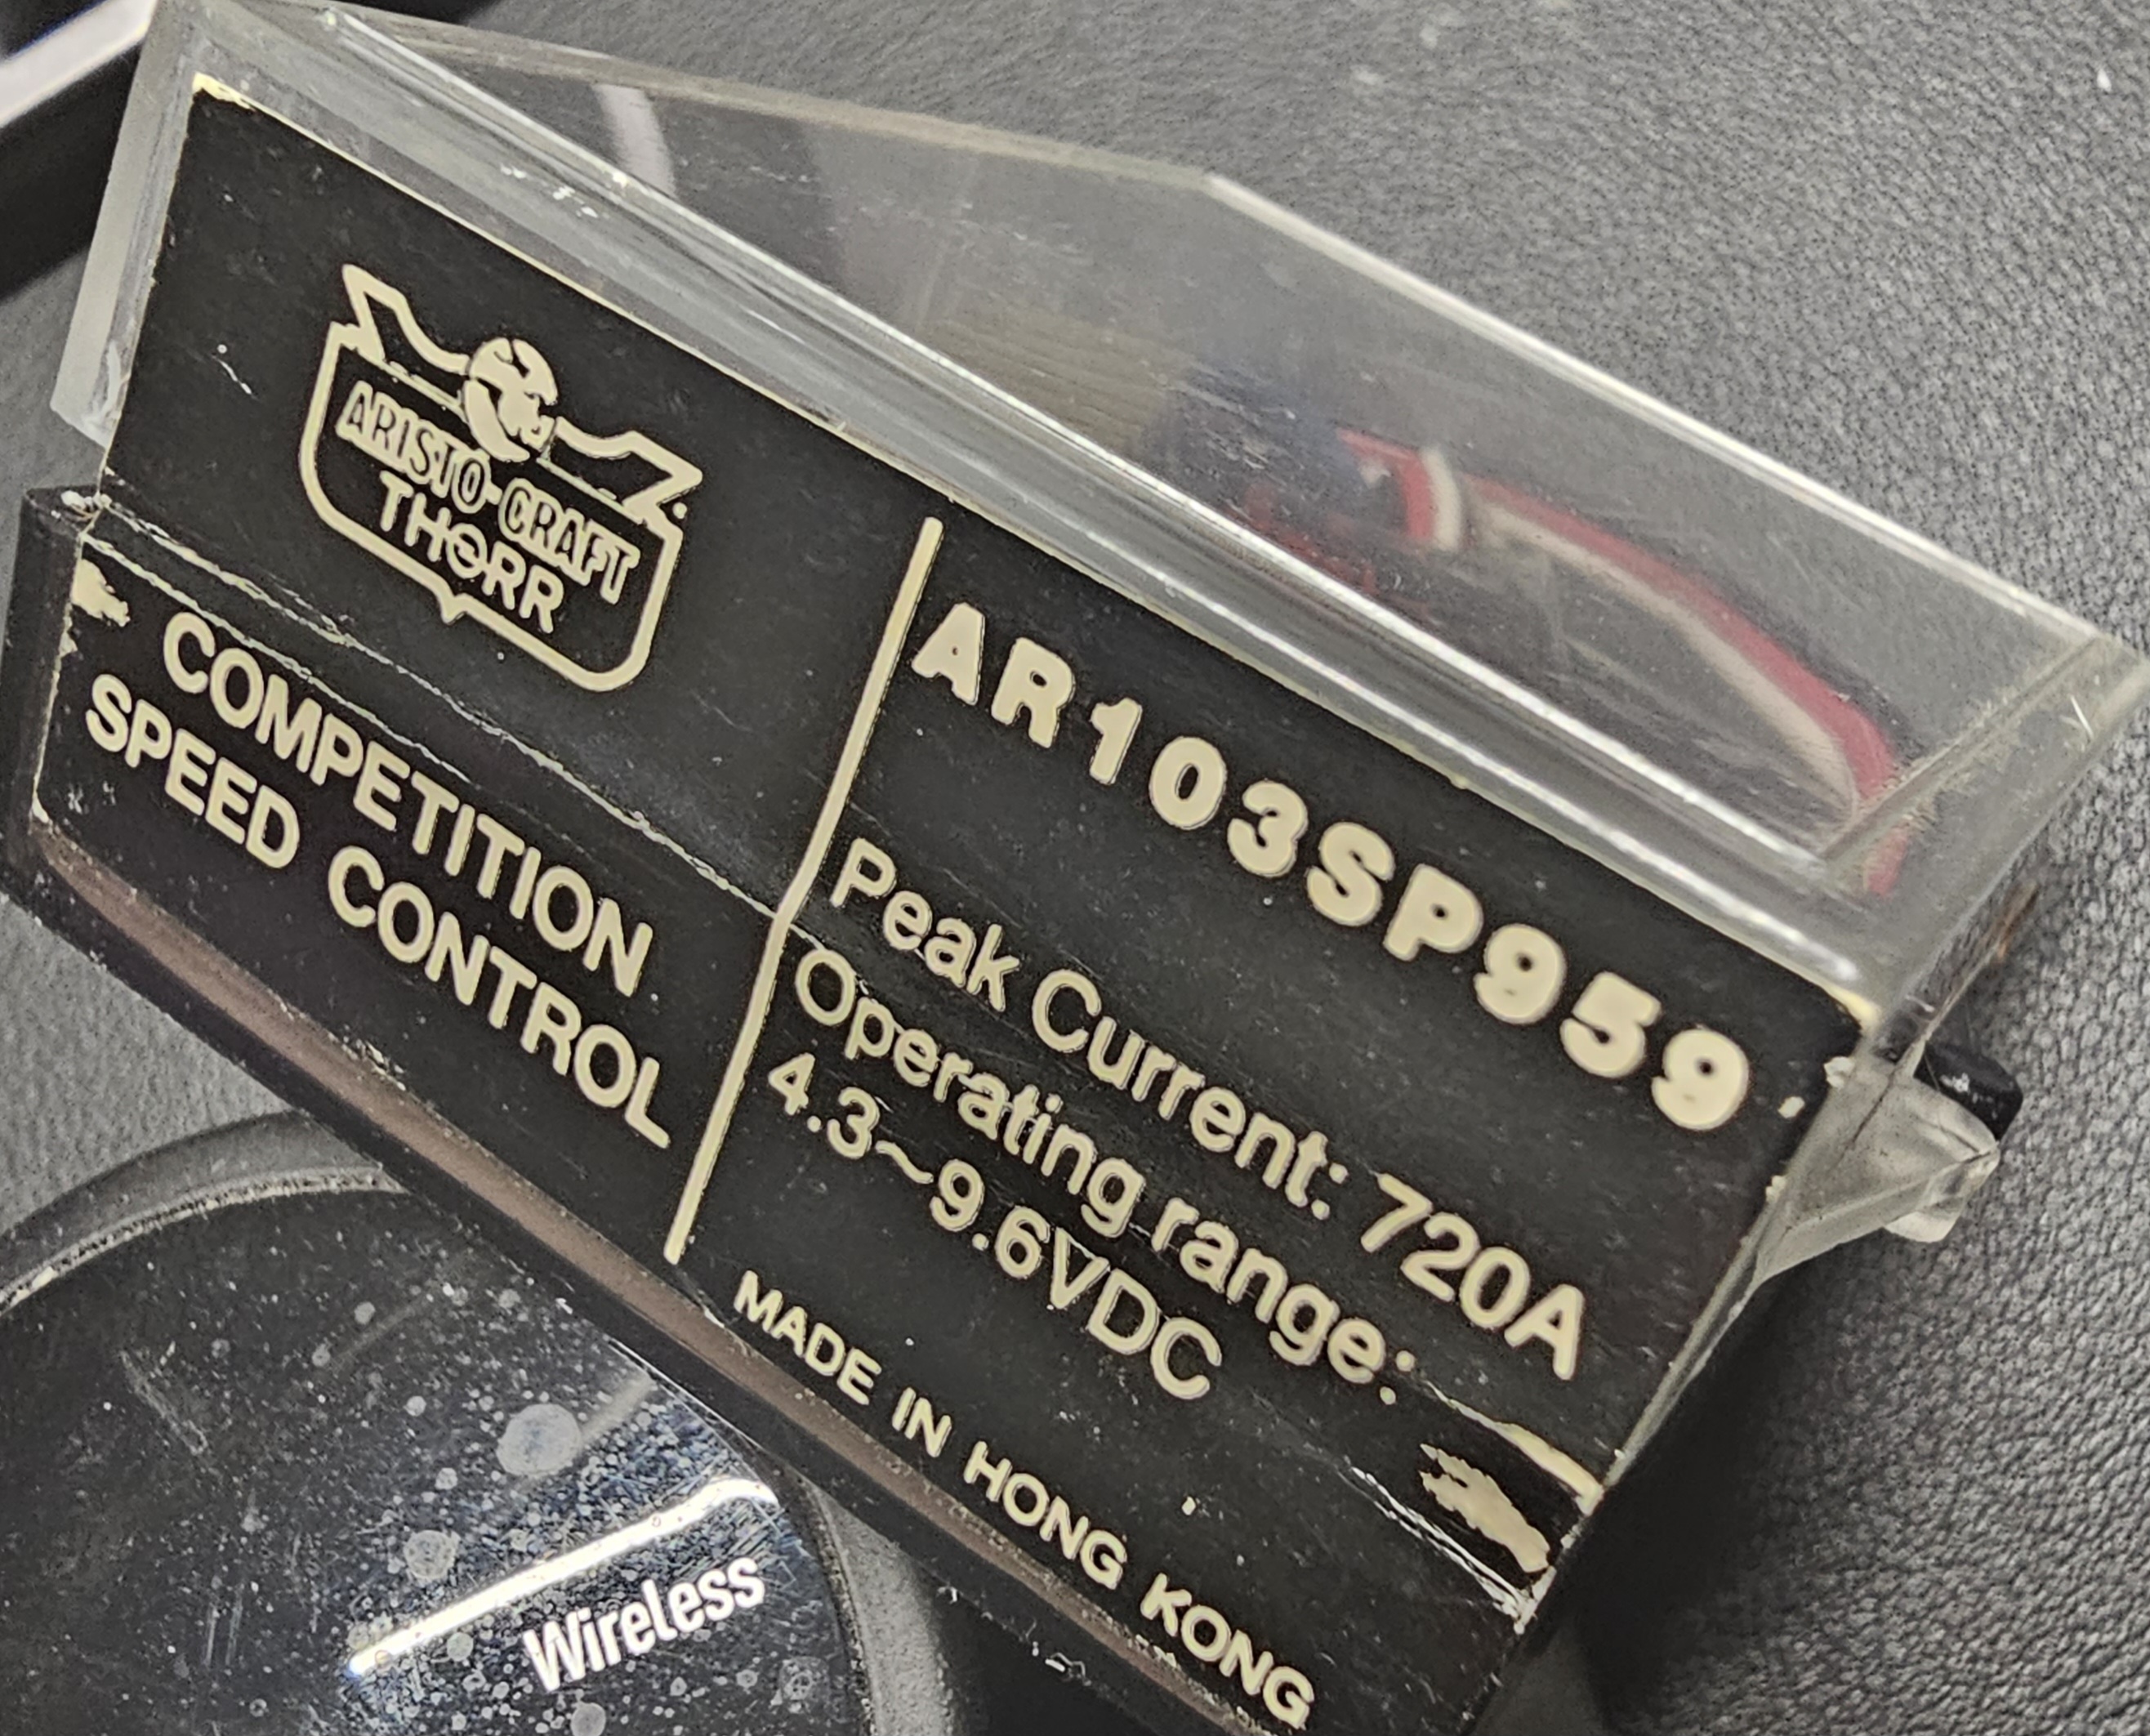 ARISTO-CRAFT
THORR
COMPETITION
SPEED CONTROL
AR103SP959
Peak Current: 720A
Operating range:
4.3~9.6VDC
MADE IN HONG KONG
Wireless